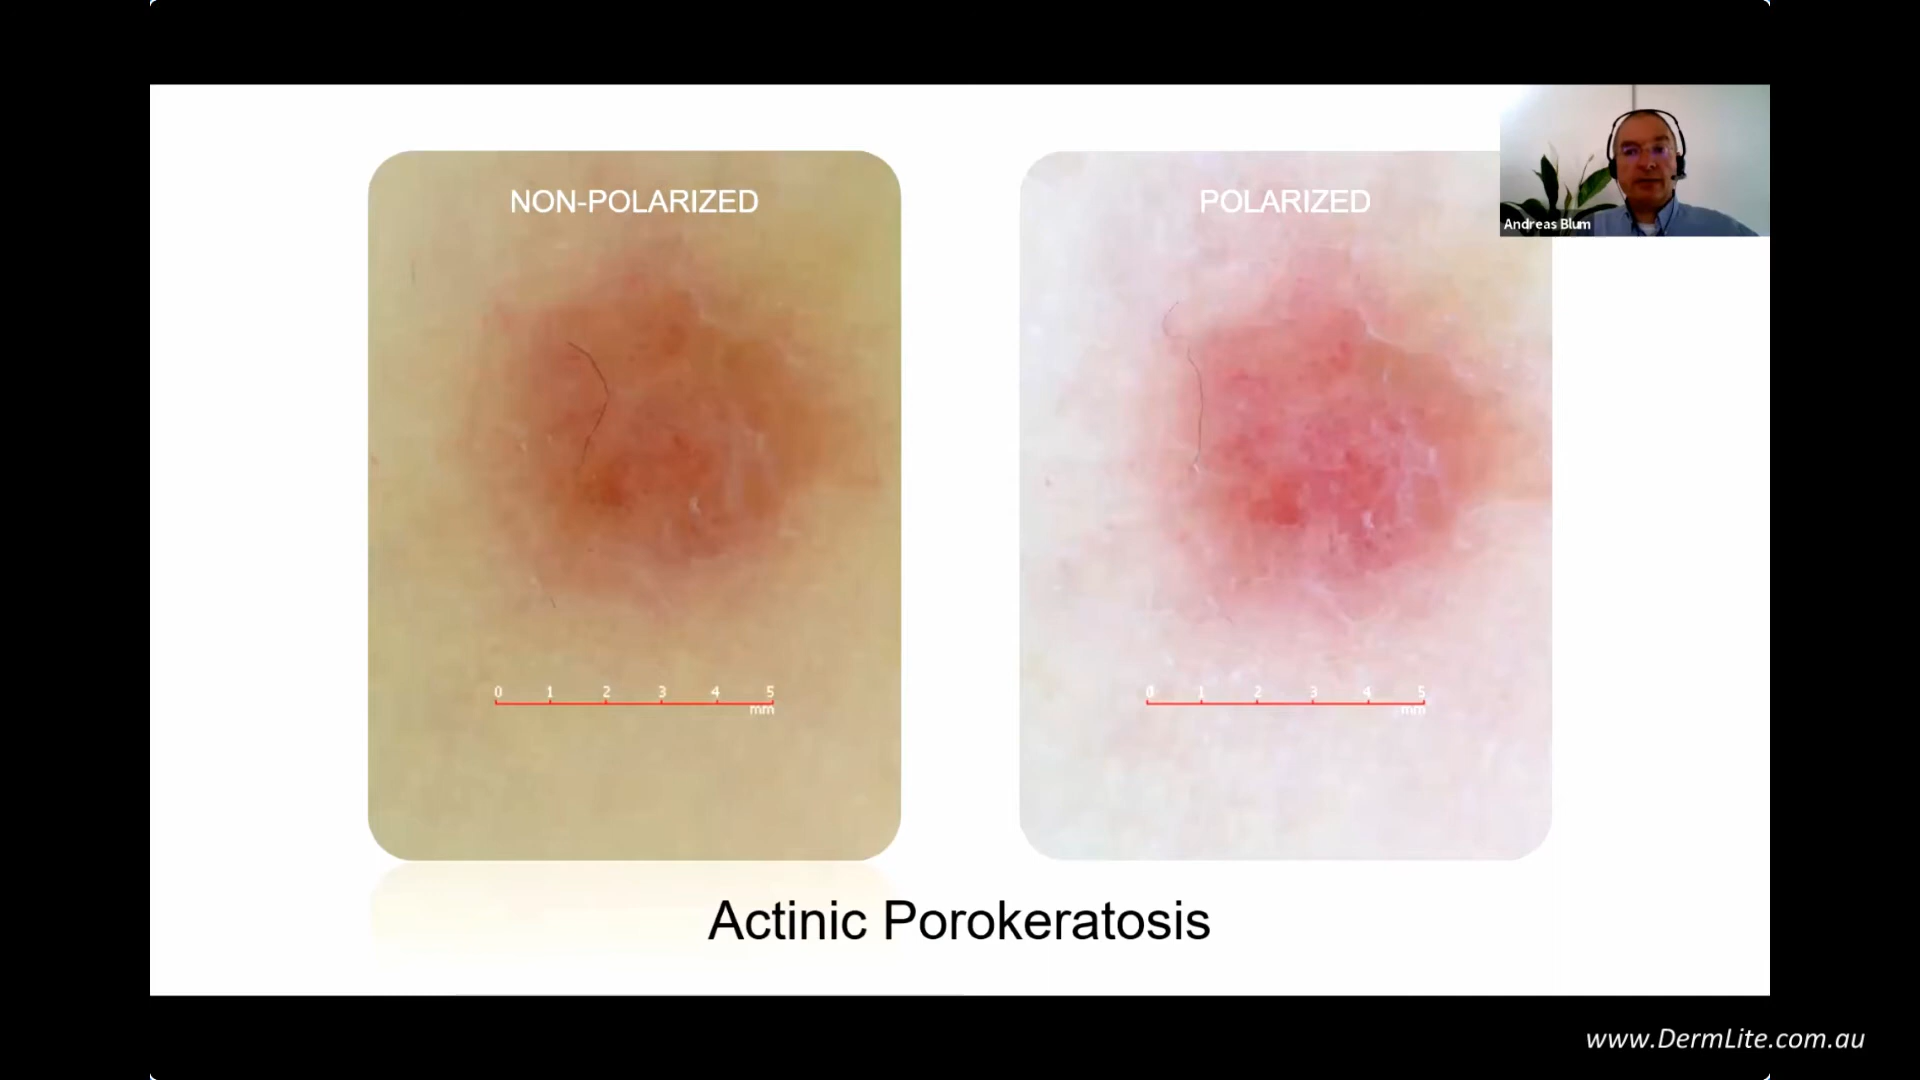 NON-POLARIZED
POLARIZED
Andreas Blum
0 1 2 3 4 5
mm
0 1 2 3 4 5
mm
Actinic Porokeratosis
www.DermLite.com.au